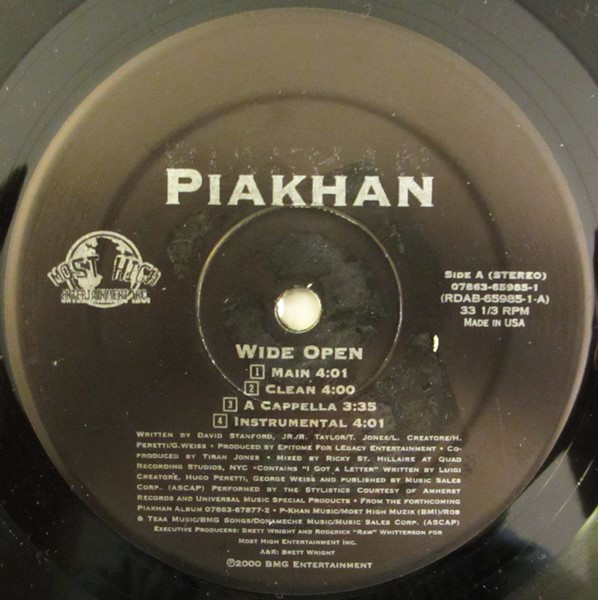 PIAKHAN
MOST HIGH
ENTERTAINMENT INC.
SIDE A (STEREO)
07863-65985-1
(RDAB-65985-1-A)
33 1/3 RPM
MADE IN USA
WIDE OPEN
1 MAIN 4:01
2 CLEAN 4:00
3 A CAPPELLA 3:35
4 INSTRUMENTAL 4:01
WRITTEN BY DAVID STANFORD, JR./R. TAYLOR/T. JONES/L. CREATORE/H.
PERETTI/G.WEISS • PRODUCED BY EPITOME FOR LEGACY ENTERTAINMENT • CO-
PRODUCED BY TIRAN JONES • MIXED BY RICKY ST. HILLAIRE AT QUAD
RECORDING STUDIOS, NYC •CONTAINS "I GOT A LETTER" WRITTEN BY LUIGI
CREATORE, HUGO PERETTI, GEORGE WEISS AND PUBLISHED BY MUSIC SALES
CORP. (ASCAP) PERFORMED BY THE STYLISTICS COURTESY OF AMHERST
RECORDS AND UNIVERSAL MUSIC SPECIAL PRODUCTS • FROM THE FORTHCOMING
PIAKHAN ALBUM 07863-67877-2 • P-KHAN MUSIC/MOST HIGH MUZIK (BMI)/ROB
& TEAA MUSIC/BMG SONGS/DONAMECHE MUSIC/MUSIC SALES CORP. (ASCAP)
EXECUTIVE PRODUCERS: BRETT WRIGHT AND RODERICK "RAW" WHITTERSON FOR
MOST HIGH ENTERTAINMENT INC.
A&R: BRETT WRIGHT
℗©2000 BMG ENTERTAINMENT